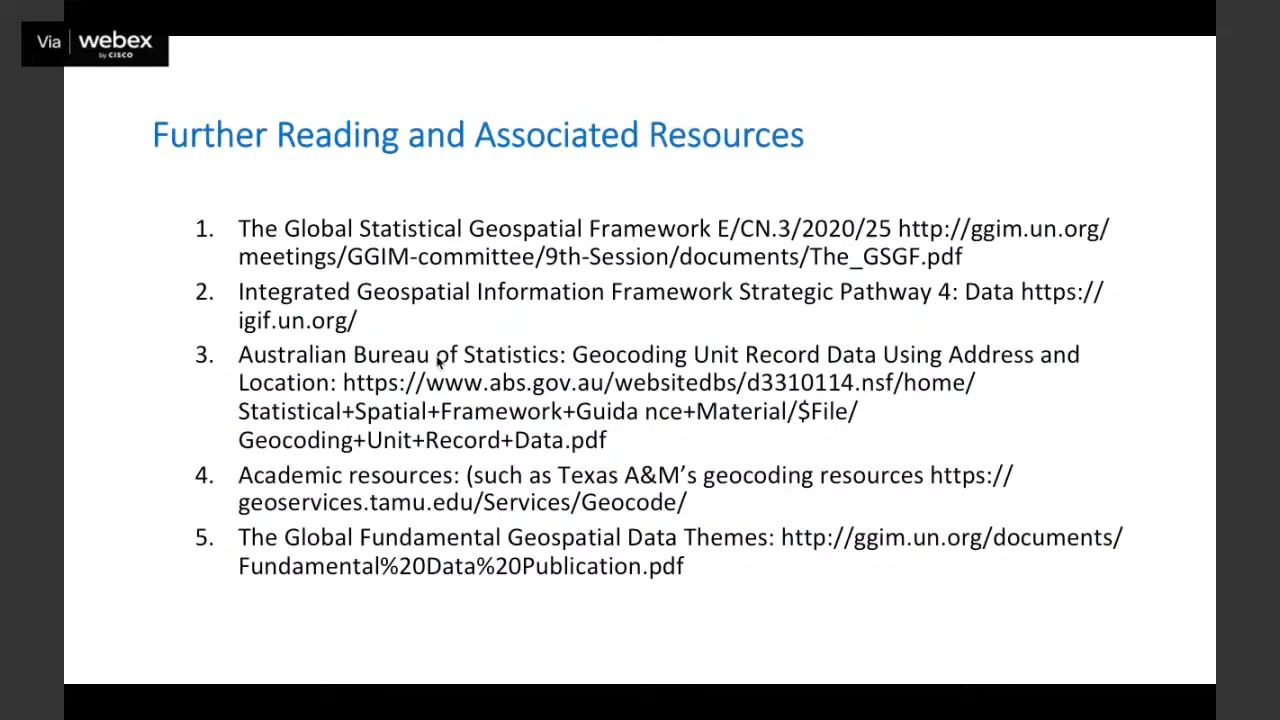 Via | webex
by CISCO
Further Reading and Associated Resources
1. The Global Statistical Geospatial Framework E/CN.3/2020/25 http://ggim.un.org/
meetings/GGIM-committee/9th-Session/documents/The_GSGF.pdf
2. Integrated Geospatial Information Framework Strategic Pathway 4: Data https://
igif.un.org/
3. Australian Bureau of Statistics: Geocoding Unit Record Data Using Address and
Location: https://www.abs.gov.au/websitedbs/d3310114.nsf/home/
Statistical+Spatial+Framework+Guida nce+Material/$File/
Geocoding+Unit+Record+Data.pdf
4. Academic resources: (such as Texas A&M’s geocoding resources https://
geoservices.tamu.edu/Services/Geocode/
5. The Global Fundamental Geospatial Data Themes: http://ggim.un.org/documents/
Fundamental%20Data%20Publication.pdf